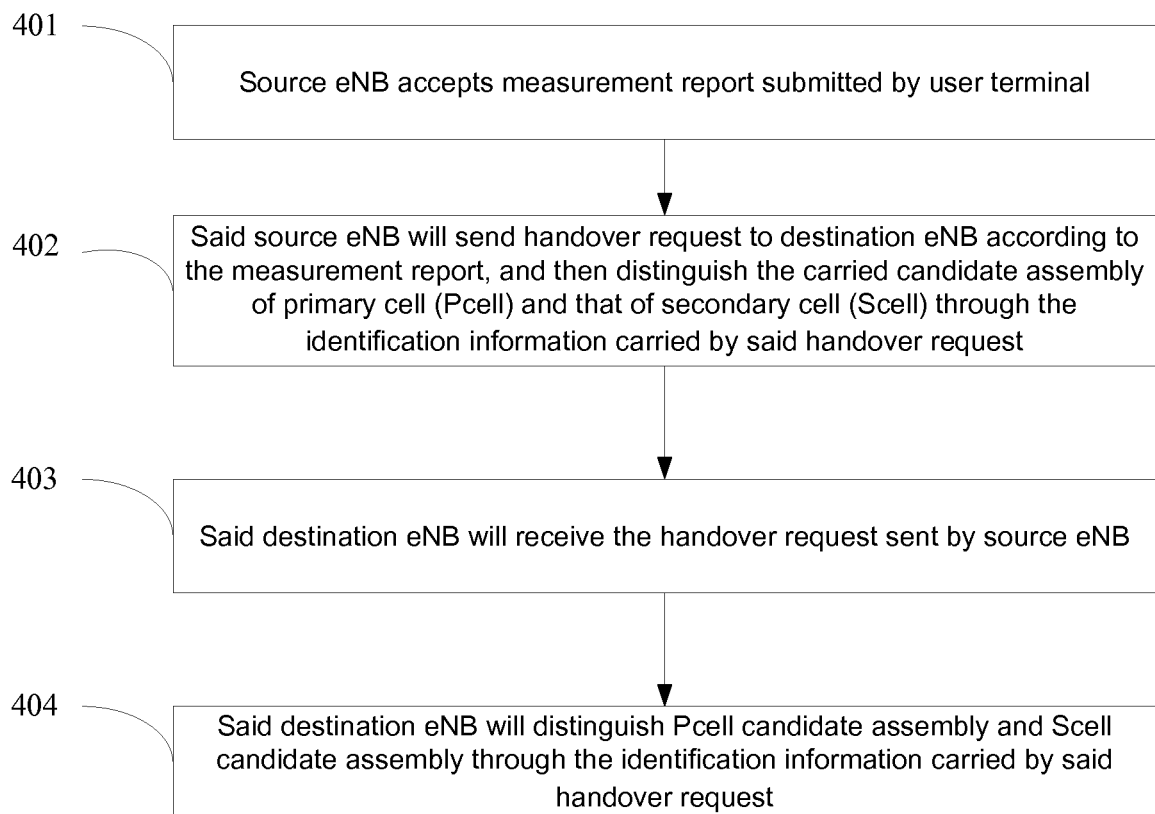 401
Source eNB accepts measurement report submitted by user terminal
402
Said source eNB will send handover request to destination eNB according to
the measurement report, and then distinguish the carried candidate assembly
of primary cell (Pcell) and that of secondary cell (Scell) through the
identification information carried by said handover request
403
Said destination eNB will receive the handover request sent by source eNB
404
Said destination eNB will distinguish Pcell candidate assembly and Scell
candidate assembly through the identification information carried by said
handover request